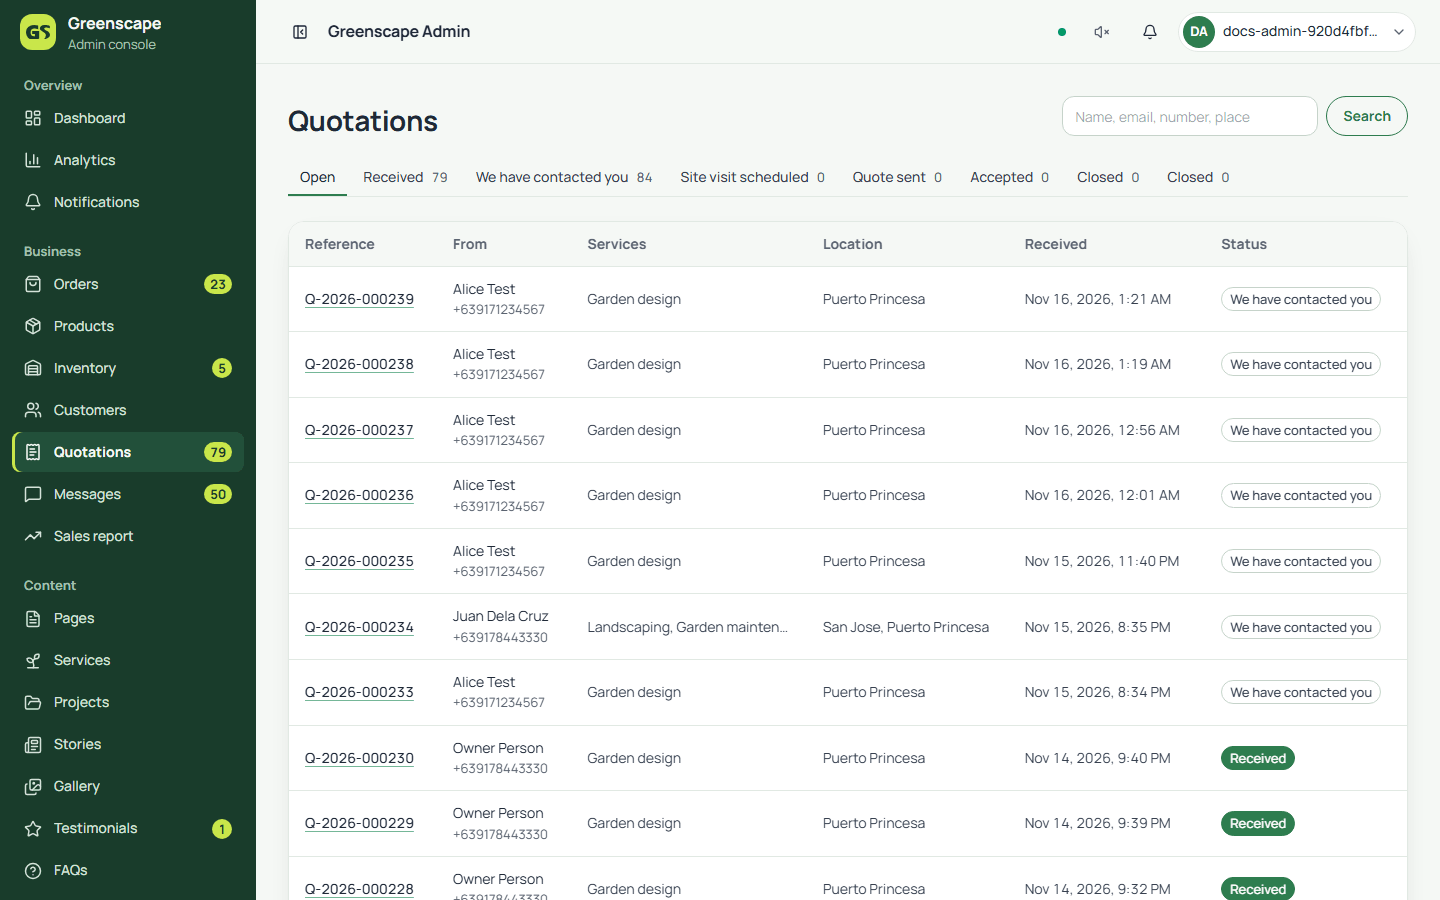 GS
Greenscape
Admin console
Overview
Dashboard
Analytics
Notifications
Business
Orders 23
Products
Inventory 5
Customers
Quotations 79
Messages 50
Sales report
Content
Pages
Services
Projects
Stories
Gallery
Testimonials 1
FAQs
Greenscape Admin
DA docs-admin-920d4fbf...
Quotations
Name, email, number, place
Search
Open Received 79 We have contacted you 84 Site visit scheduled 0 Quote sent 0 Accepted 0 Closed 0 Closed 0
Reference From Services Location Received Status
Q-2026-000239 Alice Test Garden design Puerto Princesa Nov 16, 2026, 1:21 AM We have contacted you
+639171234567
Q-2026-000238 Alice Test Garden design Puerto Princesa Nov 16, 2026, 1:19 AM We have contacted you
+639171234567
Q-2026-000237 Alice Test Garden design Puerto Princesa Nov 16, 2026, 12:56 AM We have contacted you
+639171234567
Q-2026-000236 Alice Test Garden design Puerto Princesa Nov 16, 2026, 12:01 AM We have contacted you
+639171234567
Q-2026-000235 Alice Test Garden design Puerto Princesa Nov 15, 2026, 11:40 PM We have contacted you
+639171234567
Q-2026-000234 Juan Dela Cruz Landscaping, Garden mainten... San Jose, Puerto Princesa Nov 15, 2026, 8:35 PM We have contacted you
+639178443330
Q-2026-000233 Alice Test Garden design Puerto Princesa Nov 15, 2026, 8:34 PM We have contacted you
+639171234567
Q-2026-000230 Owner Person Garden design Puerto Princesa Nov 14, 2026, 9:40 PM Received
+639178443330
Q-2026-000229 Owner Person Garden design Puerto Princesa Nov 14, 2026, 9:39 PM Received
+639178443330
Q-2026-000228 Owner Person Garden design Puerto Princesa Nov 14, 2026, 9:32 PM Received
+639178443330